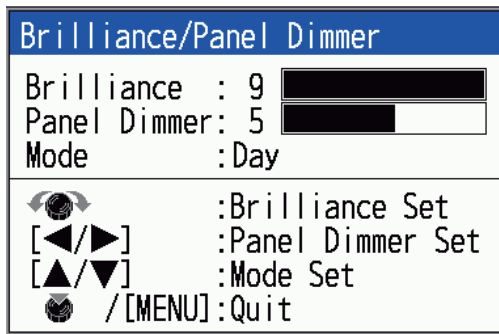 Brilliance/Panel Dimmer
Brilliance : 9
Panel Dimmer: 5
Mode :Day
:Brilliance Set
[◀/▶] :Panel Dimmer Set
[▲/▼] :Mode Set
/[MENU]:Quit